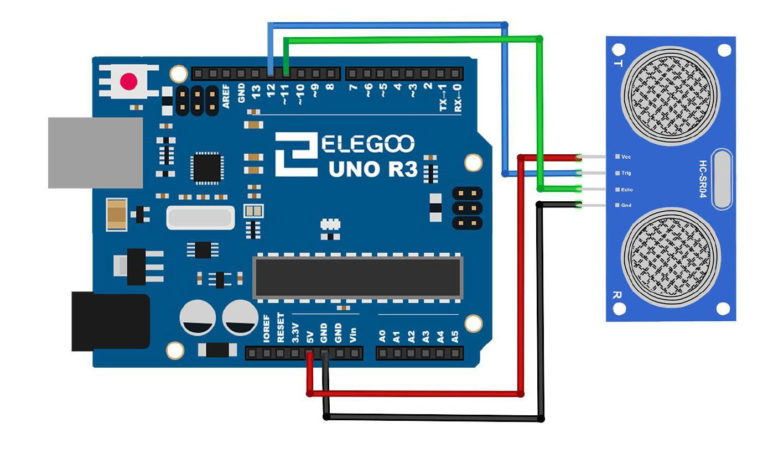 AREF
GND
13
12
~11
~10
~9
8
7
~6
~5
4
~3
2
TX→1
RX←0
ELEGOO
UNO R3
IOREF
RESET
3.3V
5V
GND
GND
Vin
A0
A1
A2
A3
A4
A5
T
Vcc
Trig
Echo
Gnd
HC-SR04
R